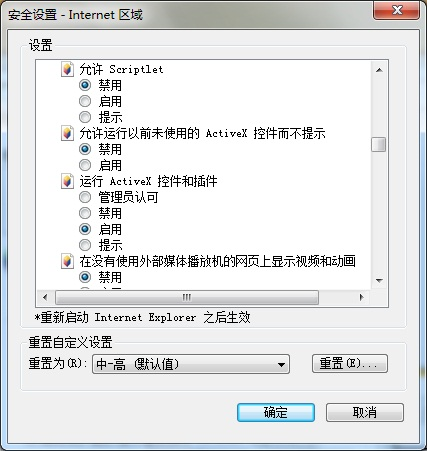 安全设置 - Internet 区域
设置
允许 Scriptlet
禁用
启用
提示
允许运行以前未使用的 ActiveX 控件而不提示
禁用
启用
运行 ActiveX 控件和插件
管理员认可
禁用
启用
提示
在没有使用外部媒体播放机的网页上显示视频和动画
禁用
*重新启动 Internet Explorer 之后生效
重置自定义设置
重置为(R): 中-高 (默认值) 重置(E)...
确定 取消